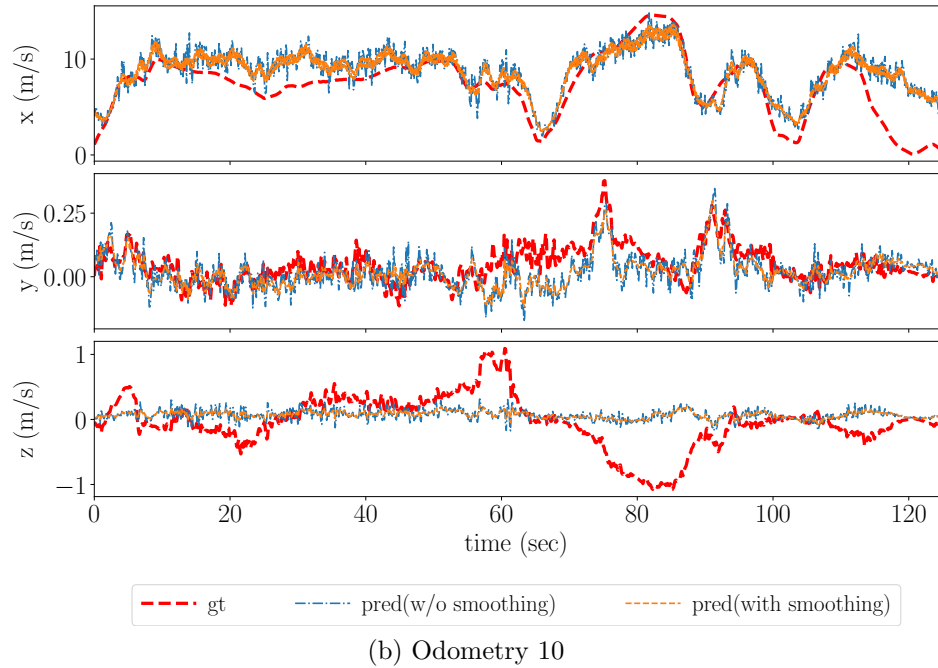 x (m/s)
10
0
y (m/s)
0.25
0.00
z (m/s)
1
0
−1
0 20 40 60 80 100 120
time (sec)
gt pred(w/o smoothing) pred(with smoothing)
(b) Odometry 10